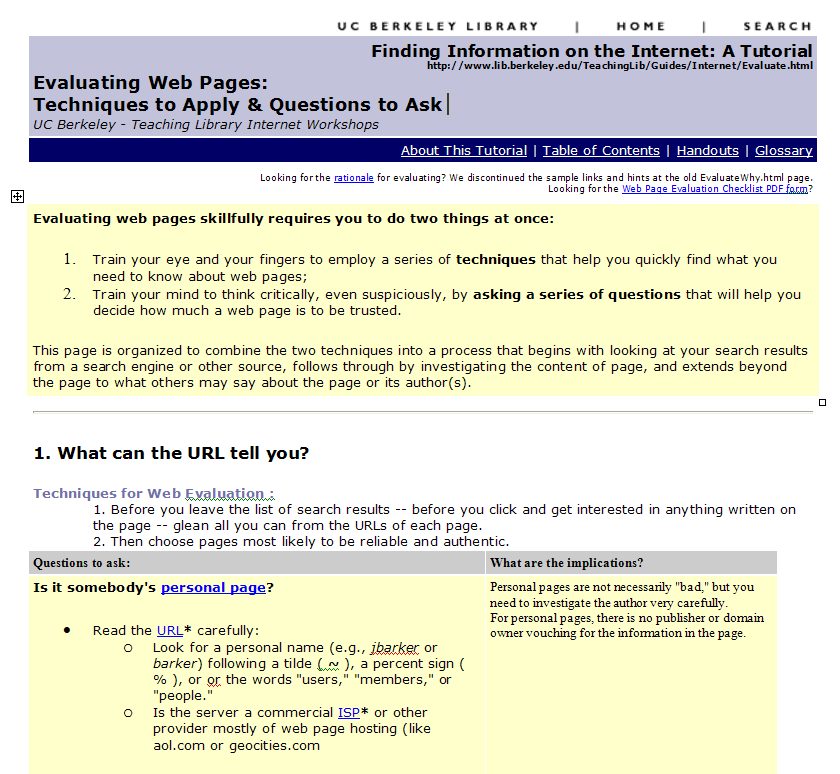 UC BERKELEY LIBRARY | HOME | SEARCH
Finding Information on the Internet: A Tutorial
http://www.lib.berkeley.edu/TeachingLib/Guides/Internet/Evaluate.html
Evaluating Web Pages:
Techniques to Apply & Questions to Ask
UC Berkeley - Teaching Library Internet Workshops
About This Tutorial | Table of Contents | Handouts | Glossary
Looking for the rationale for evaluating? We discontinued the sample links and hints at the old EvaluateWhy.html page.
Looking for the Web Page Evaluation Checklist PDF form?
Evaluating web pages skillfully requires you to do two things at once:
1. Train your eye and your fingers to employ a series of techniques that help you quickly find what you
need to know about web pages;
2. Train your mind to think critically, even suspiciously, by asking a series of questions that will help you
decide how much a web page is to be trusted.
This page is organized to combine the two techniques into a process that begins with looking at your search results
from a search engine or other source, follows through by investigating the content of page, and extends beyond
the page to what others may say about the page or its author(s).
1. What can the URL tell you?
Techniques for Web Evaluation :
1. Before you leave the list of search results -- before you click and get interested in anything written on
the page -- glean all you can from the URLs of each page.
2. Then choose pages most likely to be reliable and authentic.
Questions to ask:
What are the implications?
Is it somebody's personal page?
• Read the URL* carefully:
o Look for a personal name (e.g., jbarker or
barker) following a tilde ( ~ ), a percent sign (
% ), or or the words "users," "members," or
"people."
o Is the server a commercial ISP* or other
provider mostly of web page hosting (like
aol.com or geocities.com
Personal pages are not necessarily "bad," but you
need to investigate the author very carefully.
For personal pages, there is no publisher or domain
owner vouching for the information in the page.